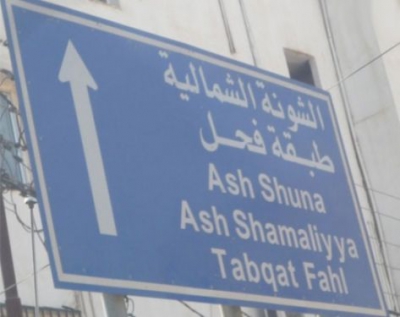 الشونة الشمالية
طبقة فحل
Ash Shuna
Ash Shamaliyya
Tabqat Fahl